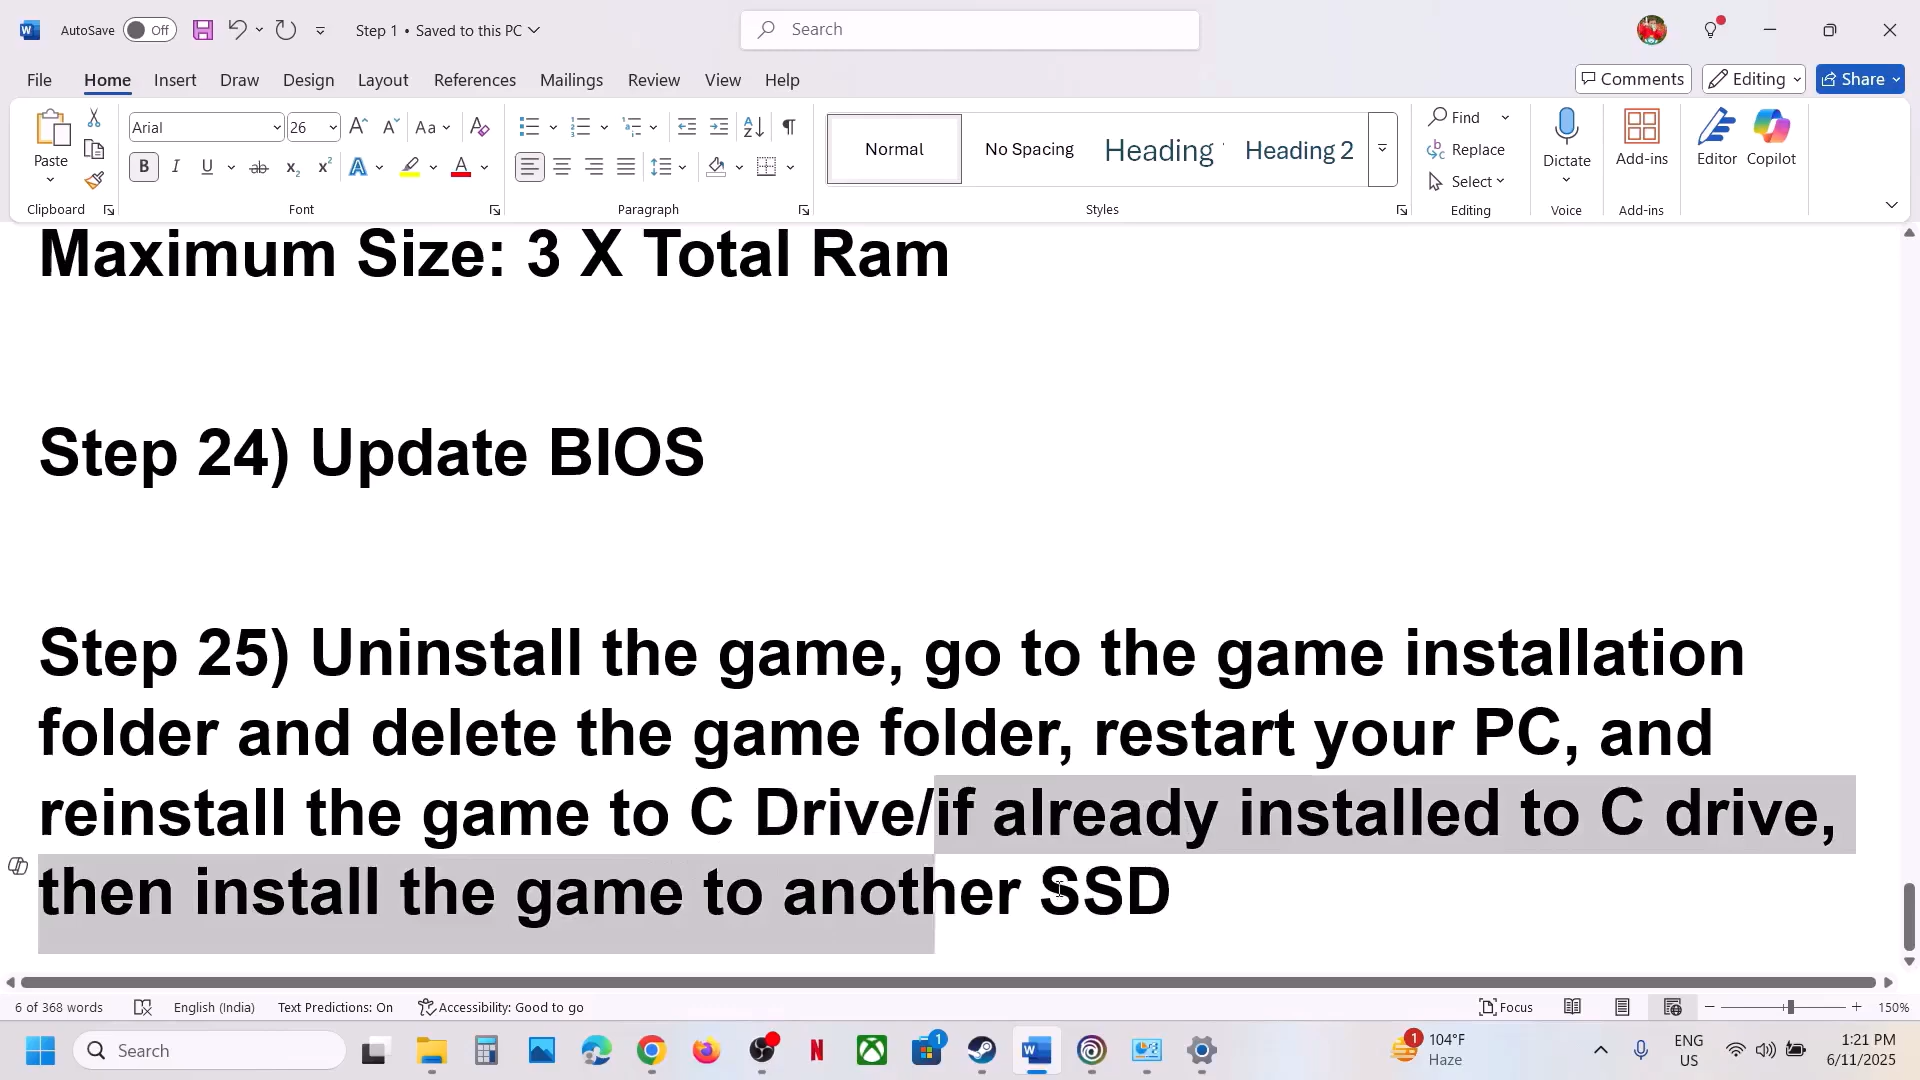 AutoSave Off Step 1 • Saved to this PC Search
File Home Insert Draw Design Layout References Mailings Review View Help Comments Editing Share
Paste Arial 26 Aa Normal No Spacing Heading Heading 2 Find Replace Select Dictate Add-ins Editor Copilot
B I U ab x₂ x² A A
Clipboard Font Paragraph Styles Editing Voice Add-ins
Maximum Size: 3 X Total Ram
Step 24) Update BIOS
Step 25) Uninstall the game, go to the game installation
folder and delete the game folder, restart your PC, and
reinstall the game to C Drive/if already installed to C drive,
then install the game to another SSD
6 of 368 words English (India) Text Predictions: On Accessibility: Good to go Focus 150%
Search 1 1 104°F Haze ENG US 1:21 PM 6/11/2025